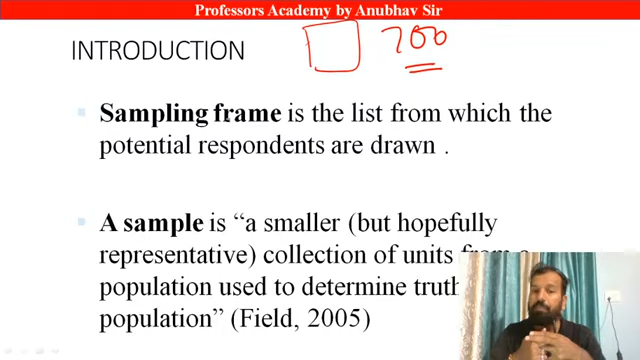 Professors Academy by Anubhav Sir
INTRODUCTION
700
Sampling frame is the list from which the
potential respondents are drawn .
A sample is “a smaller (but hopefully
representative) collection of units from a
population used to determine truth
population” (Field, 2005)